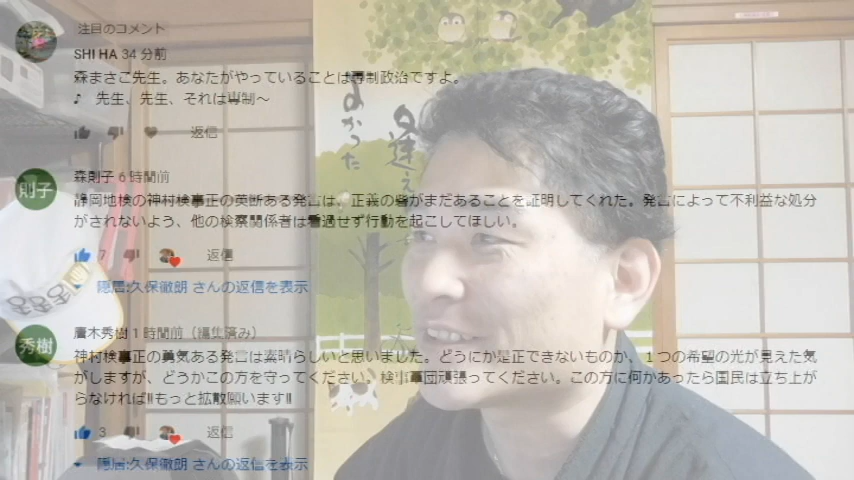 注目のコメント
SHI HA 34 分前
森まさこ先生。あなたがやっていることは専制政治ですよ。
♪ 先生、先生、それは専制〜
返信
則子
森則子 6 時間前
静岡地検の神村検事正の英断ある発言は、正義の砦がまだあることを証明してくれた。発言によって不利益な処分
がされないよう、他の検察関係者は看過せず行動を起こしてほしい。
7 返信
隠居:久保徹朗 さんの返信を表示
秀樹
廣木秀樹 1 時間前（編集済み）
神村検事正の勇気ある発言は素晴らしいと思いました。どうにか是正できないものか、１つの希望の光が見えた気
がしますが、どうかこの方を守ってください。検事軍団頑張ってください。この方に何かあったら国民は立ち上が
らなければ‼もっと拡散願います‼
3 返信
隠居:久保徹朗 さんの返信を表示
よかった
逢え